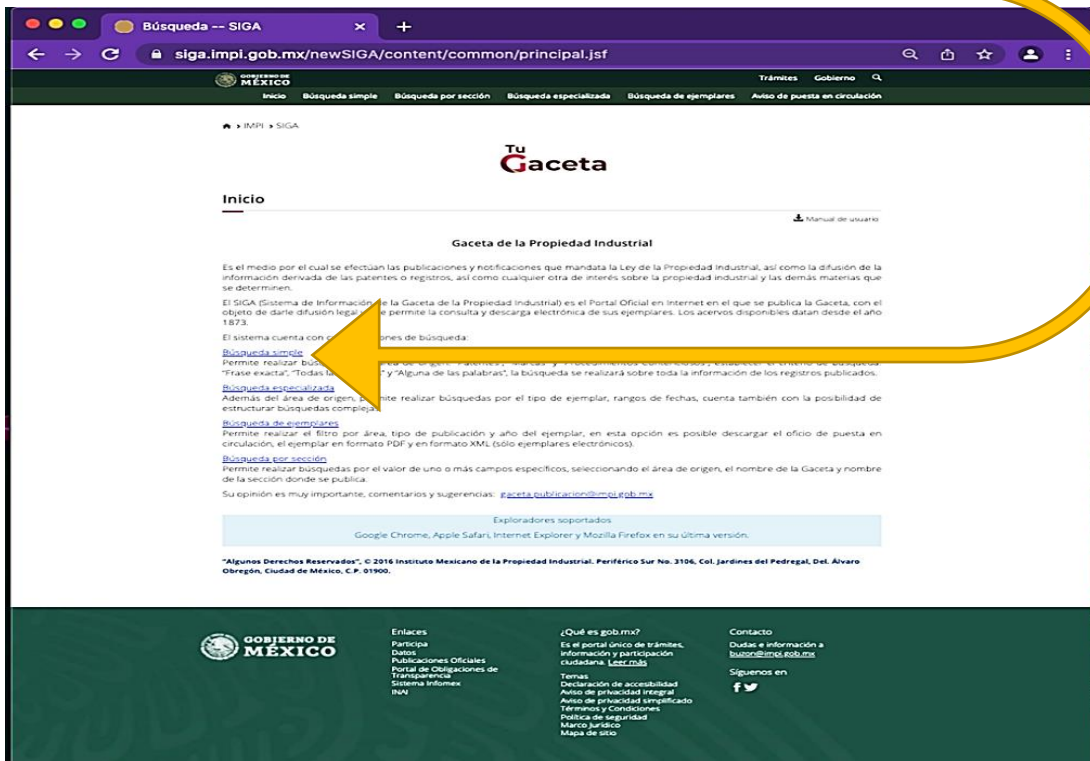 Búsqueda -- SIGA
siga.impi.gob.mx/newSIGA/content/common/principal.jsf
GOBIERNO DE
MÉXICO
Trámites Gobierno
Inicio Búsqueda simple Búsqueda por sección Búsqueda especializada Búsqueda de ejemplares Aviso de puesta en circulación
> IMPI > SIGA
Tu
Gaceta
Inicio
Manual de usuario
Gaceta de la Propiedad Industrial
Es el medio por el cual se efectúan las publicaciones y notificaciones que mandata la Ley de la Propiedad Industrial, así como la difusión de la
información derivada de las patentes o registros, así como cualquier otra de interés sobre la propiedad industrial y las demás materias que
se determinen.
El SIGA (Sistema de Información de la Gaceta de la Propiedad Industrial) es el Portal Oficial en Internet en el que se publica la Gaceta, con el
objeto de darle difusión legal permite la consulta y descarga electrónica de sus ejemplares. Los acervos disponibles datan desde el año
1873.
El sistema cuenta con ones de búsqueda:
Búsqueda simple
Permite realizar
"Frase exacta", "Todas y "Alguna de las palabras", la búsqueda se realizará sobre toda la información de los registros publicados.
Búsqueda especializada
Además del área de origen, realizar búsquedas por el tipo de ejemplar, rangos de fechas, cuenta también con la posibilidad de
estructurar búsquedas complejas
Búsqueda de ejemplares
Permite realizar el filtro por área, tipo de publicación y año del ejemplar, en esta opción es posible descargar el oficio de puesta en
circulación, el ejemplar en formato PDF y en formato XML (sólo ejemplares electrónicos).
Búsqueda por sección
Permite realizar búsquedas por el valor de uno o más campos específicos, seleccionando el área de origen, el nombre de la Gaceta y nombre
de la sección donde se publica.
Su opinión es muy importante, comentarios y sugerencias: gaceta.publicacion@impi.gob.mx
Exploradores soportados
Google Chrome, Apple Safari, Internet Explorer y Mozilla Firefox en su última versión.
"Algunos Derechos Reservados", © 2016 Instituto Mexicano de la Propiedad Industrial. Periférico Sur No. 3106, Col. Jardines del Pedregal, Del. Álvaro
Obregón, Ciudad de México, C.P. 01900.
GOBIERNO DE
MÉXICO
Enlaces
Participa
Datos
Publicaciones Oficiales
Portal de Obligaciones de
Transparencia
Sistema Infomex
INAI
¿Qué es gob.mx?
Es el portal único de trámites,
información y participación
ciudadana. Leer más
Temas
Declaración de accesibilidad
Aviso de privacidad integral
Aviso de privacidad simplificado
Términos y Condiciones
Política de seguridad
Marco Jurídico
Mapa de sitio
Contacto
Dudas e información a
buzon@impi.gob.mx
Síguenos en